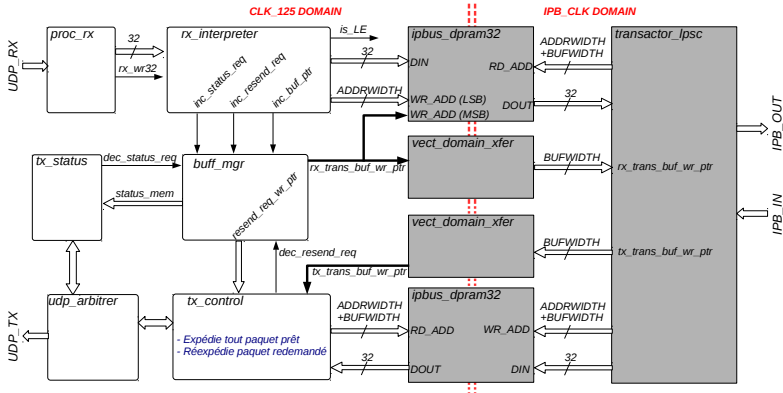 CLK_125 DOMAIN
IPB_CLK DOMAIN
proc_rx
32
rx_wr32
UDP_RX
rx_interpreter
is_LE
32
ADDRWIDTH
inc_status_req
inc_resend_req
inc_buf_ptr
ipbus_dpram32
DIN
RD_ADD
WR_ADD (LSB)
DOUT
WR_ADD (MSB)
ADDRWIDTH
+BUFWIDTH
32
transactor_lpsc
IPB_OUT
tx_status
dec_status_req
status_mem
buff_mgr
resend_req_wr_ptr
rx_trans_buf_wr_ptr
vect_domain_xfer
BUFWIDTH
rx_trans_buf_wr_ptr
IPB_IN
dec_resend_req
tx_trans_buf_wr_ptr
vect_domain_xfer
BUFWIDTH
tx_trans_buf_wr_ptr
udp_arbitrer
UDP_TX
tx_control
- Expédie tout paquet prêt
- Réexpédie paquet redemandé
ADDRWIDTH
+BUFWIDTH
32
ipbus_dpram32
RD_ADD
WR_ADD
DOUT
DIN
ADDRWIDTH
+BUFWIDTH
32